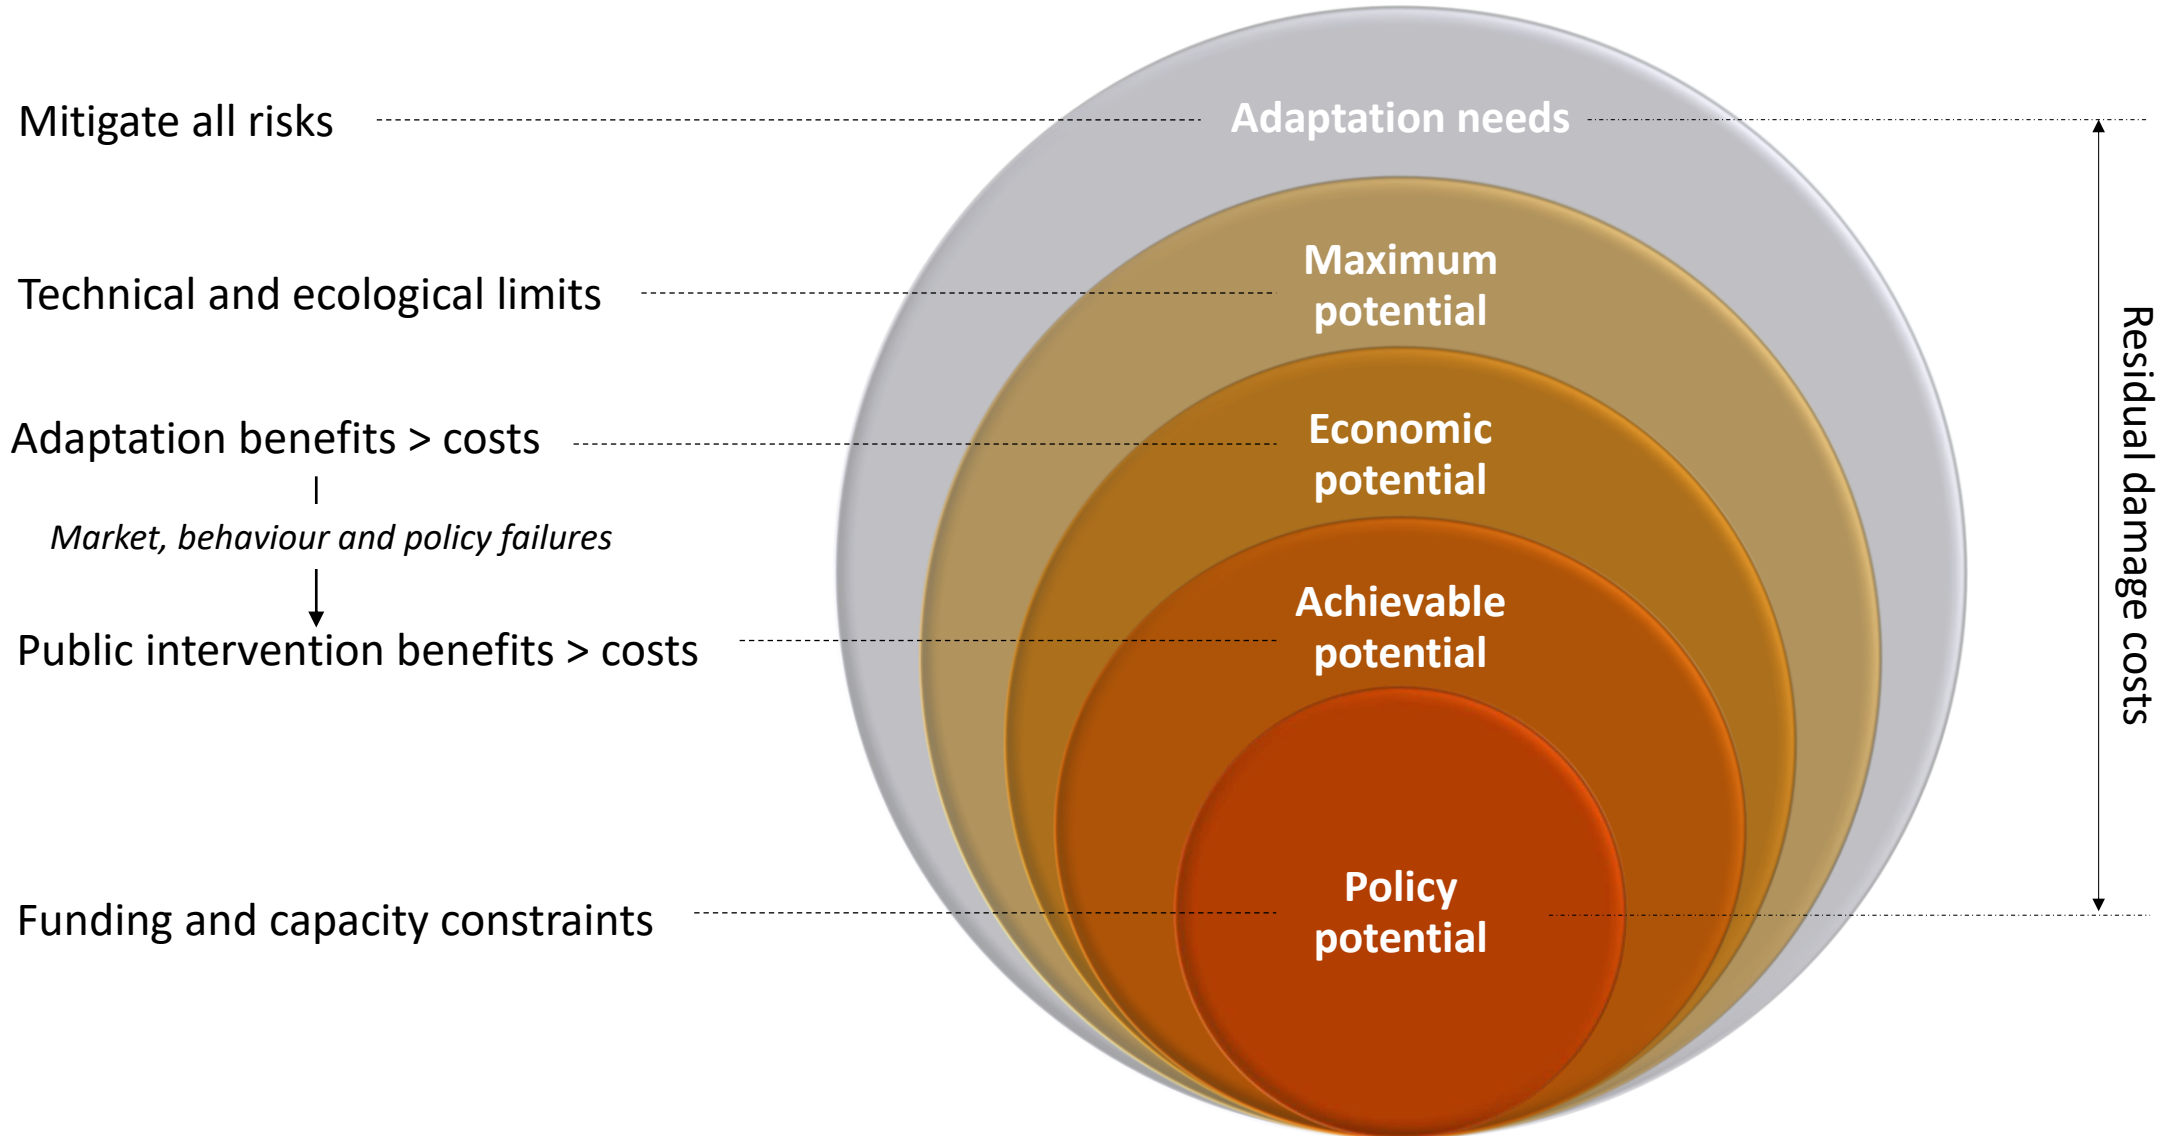 Mitigate all risks
Adaptation needs
Technical and ecological limits
Maximum
potential
Adaptation benefits > costs
Economic
potential
Market, behaviour and policy failures
Public intervention benefits > costs
Achievable
potential
Funding and capacity constraints
Policy
potential
Residual damage costs